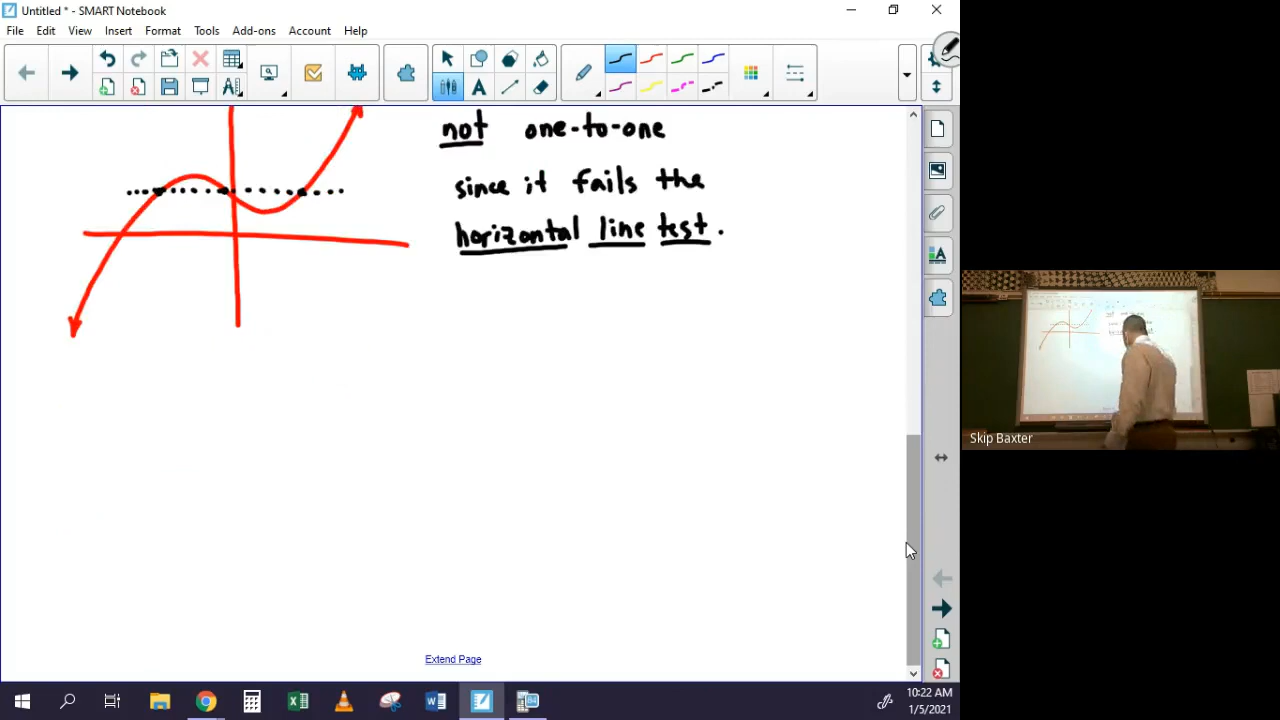 Untitled * - SMART Notebook
File Edit View Insert Format Tools Add-ons Account Help
not one-to-one
since it fails the
horizontal line test.
Skip Baxter
Extend Page
10:22 AM
1/5/2021